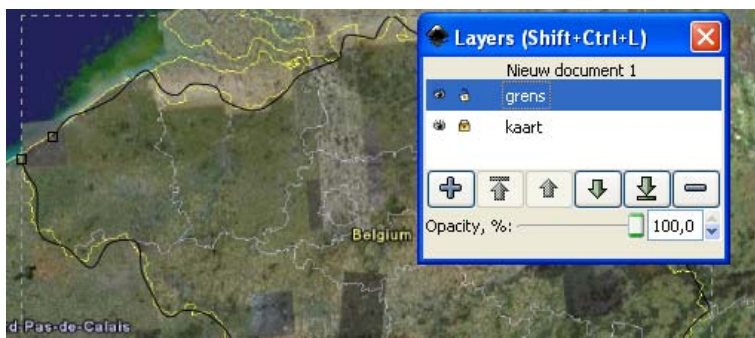 Layers (Shift+Ctrl+L)
Nieuw document 1
grens
kaart
Opacity, %:
100,0
Belgium
d-Pas-de-Calais